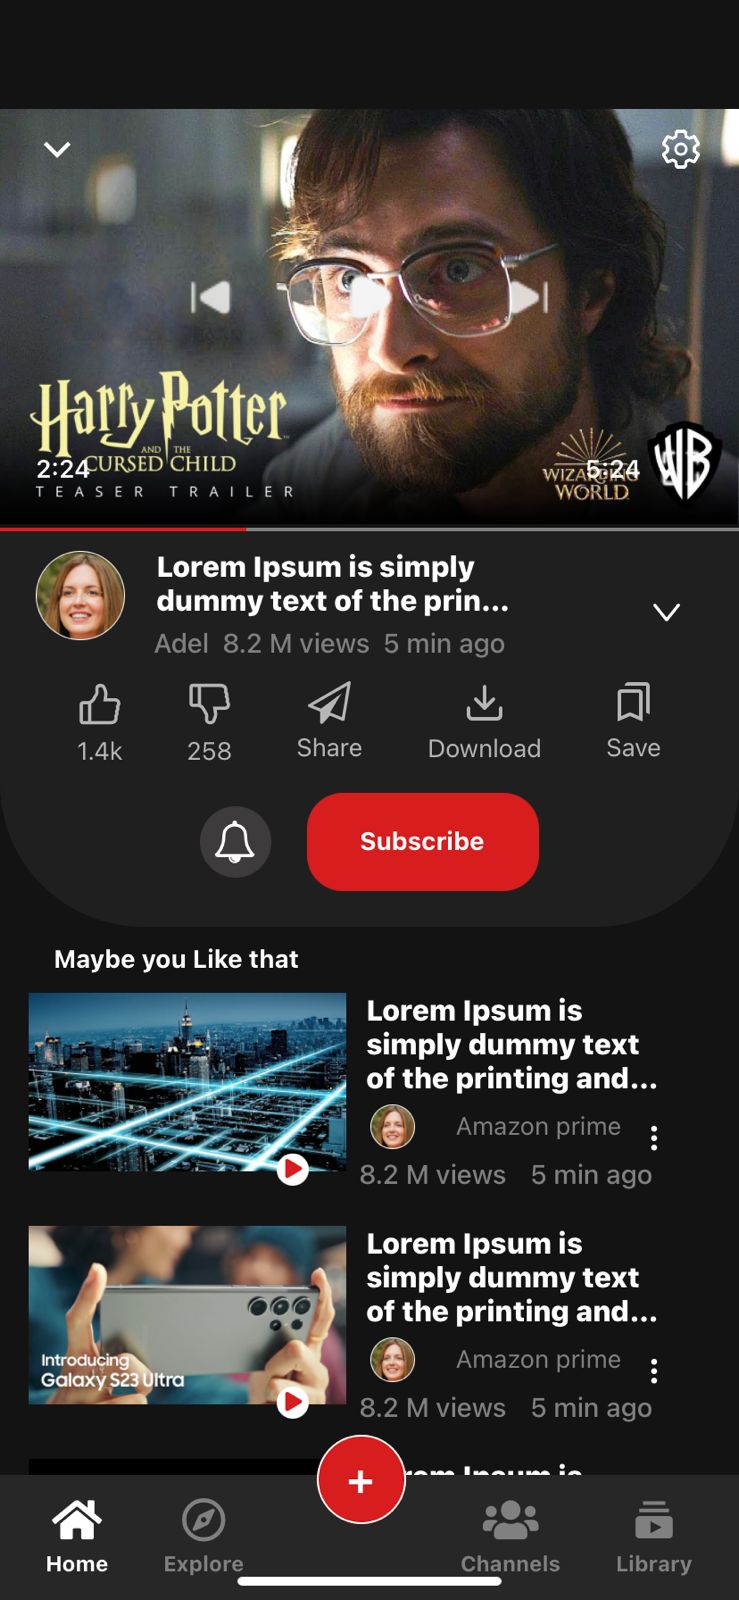 Harry Potter
AND THE
CURSED CHILD
2:24
TEASER TRAILER
WIZARDING
WORLD
5:24
WB
Lorem Ipsum is simply
dummy text of the prin...
Adel 8.2 M views 5 min ago
1.4k
258
Share
Download
Save
Subscribe
Maybe you Like that
Lorem Ipsum is
simply dummy text
of the printing and...
Amazon prime
8.2 M views 5 min ago
Introducing
Galaxy S23 Ultra
Lorem Ipsum is
simply dummy text
of the printing and...
Amazon prime
8.2 M views 5 min ago
Lorem Ipsum is
+
Home
Explore
Channels
Library